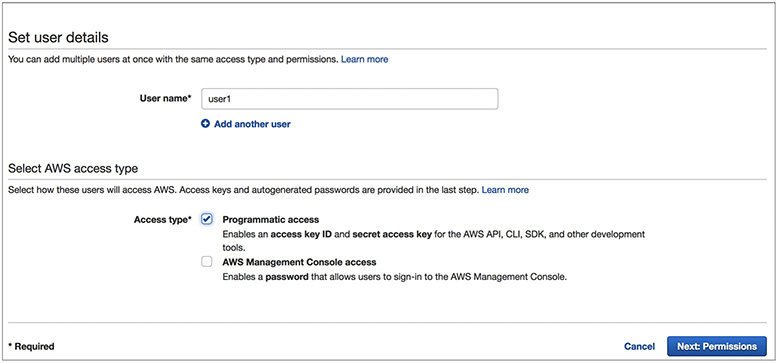 Set user details
You can add multiple users at once with the same access type and permissions. Learn more
User name* user1
Add another user
Select AWS access type
Select how these users will access AWS. Access keys and autogenerated passwords are provided in the last step. Learn more
Access type* Programmatic access
Enables an access key ID and secret access key for the AWS API, CLI, SDK, and other development
tools.
AWS Management Console access
Enables a password that allows users to sign-in to the AWS Management Console.
* Required Cancel Next: Permissions